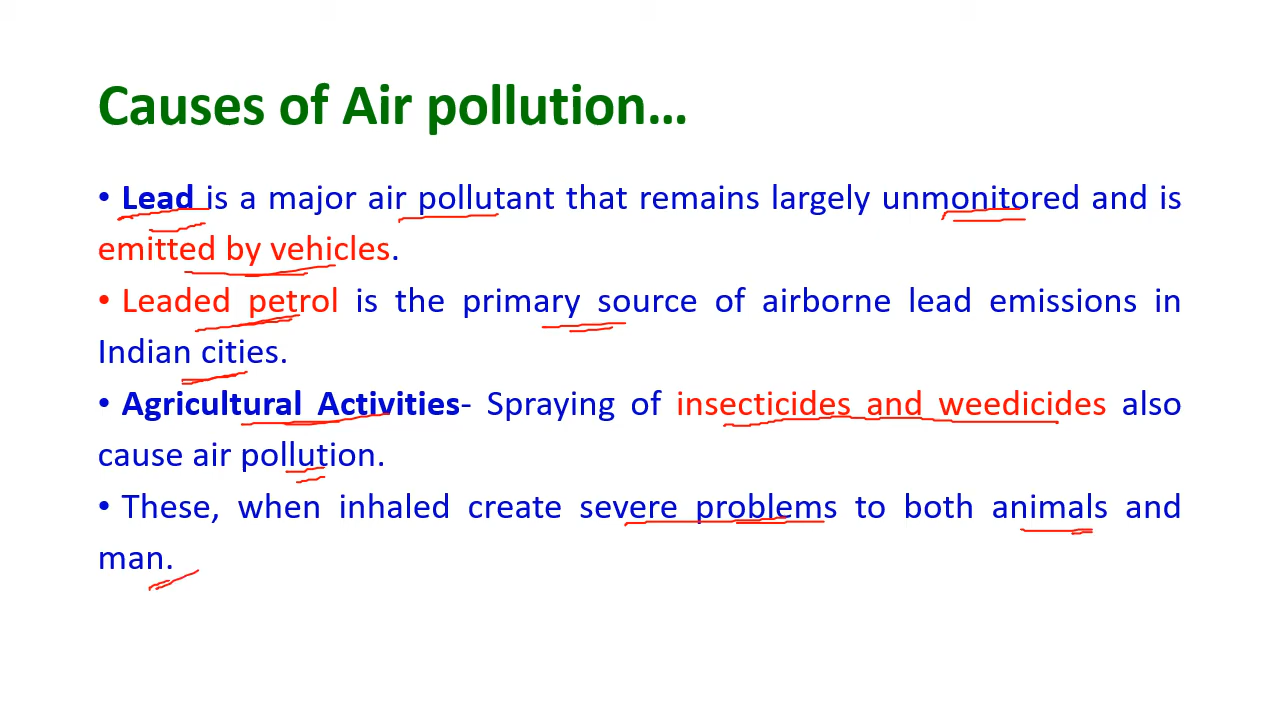 Causes of Air pollution...
• Lead is a major air pollutant that remains largely unmonitored and is
emitted by vehicles.
• Leaded petrol is the primary source of airborne lead emissions in
Indian cities.
• Agricultural Activities- Spraying of insecticides and weedicides also
cause air pollution.
• These, when inhaled create severe problems to both animals and
man.